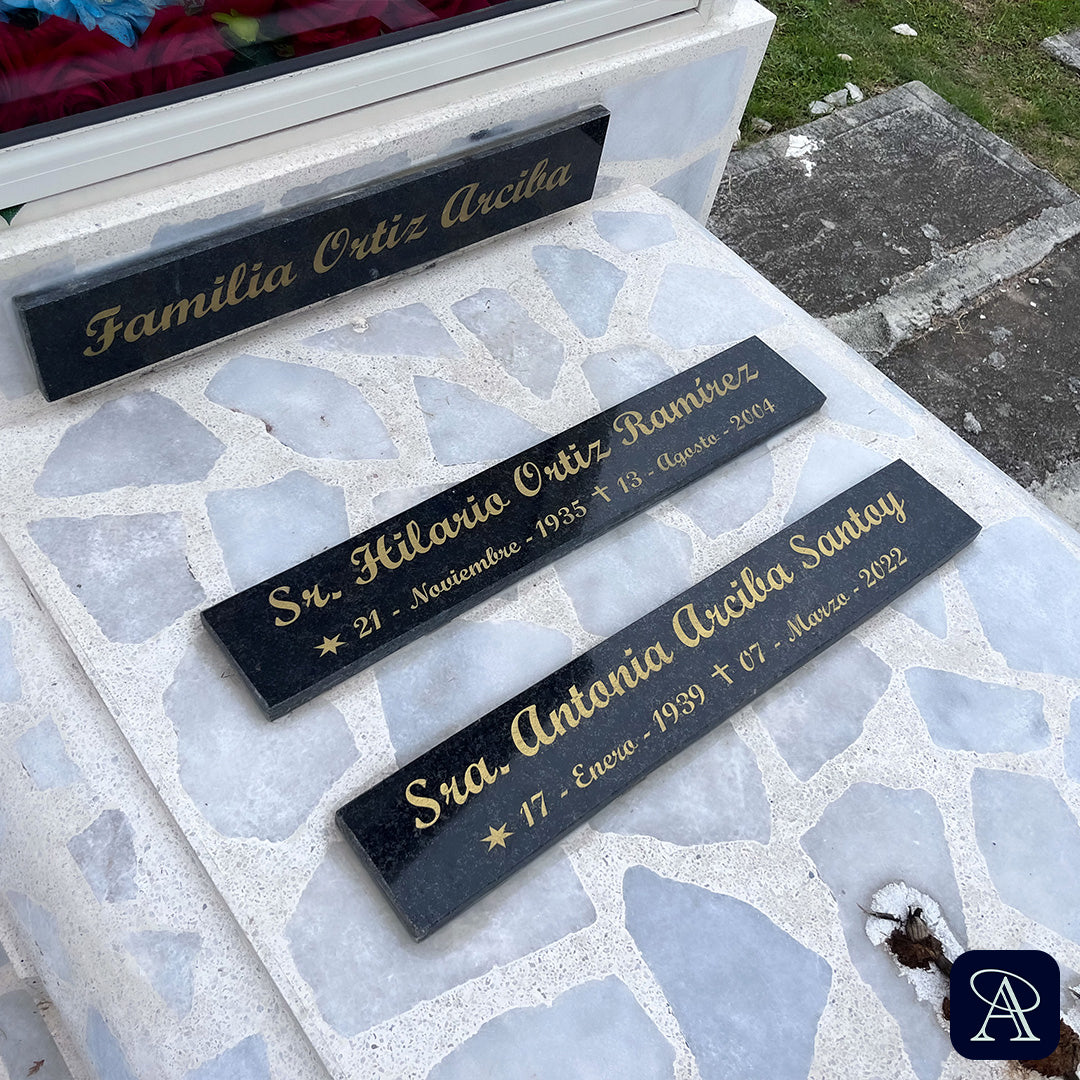 Familia Ortiz Arciba
Sr. Hilario Ortiz Ramírez
21 - Noviembre - 1935 ✝ 13 - Agosto - 2004
Sra. Antonia Arciba Santoy
17 - Enero - 1939 ✝ 07 - Marzo - 2022